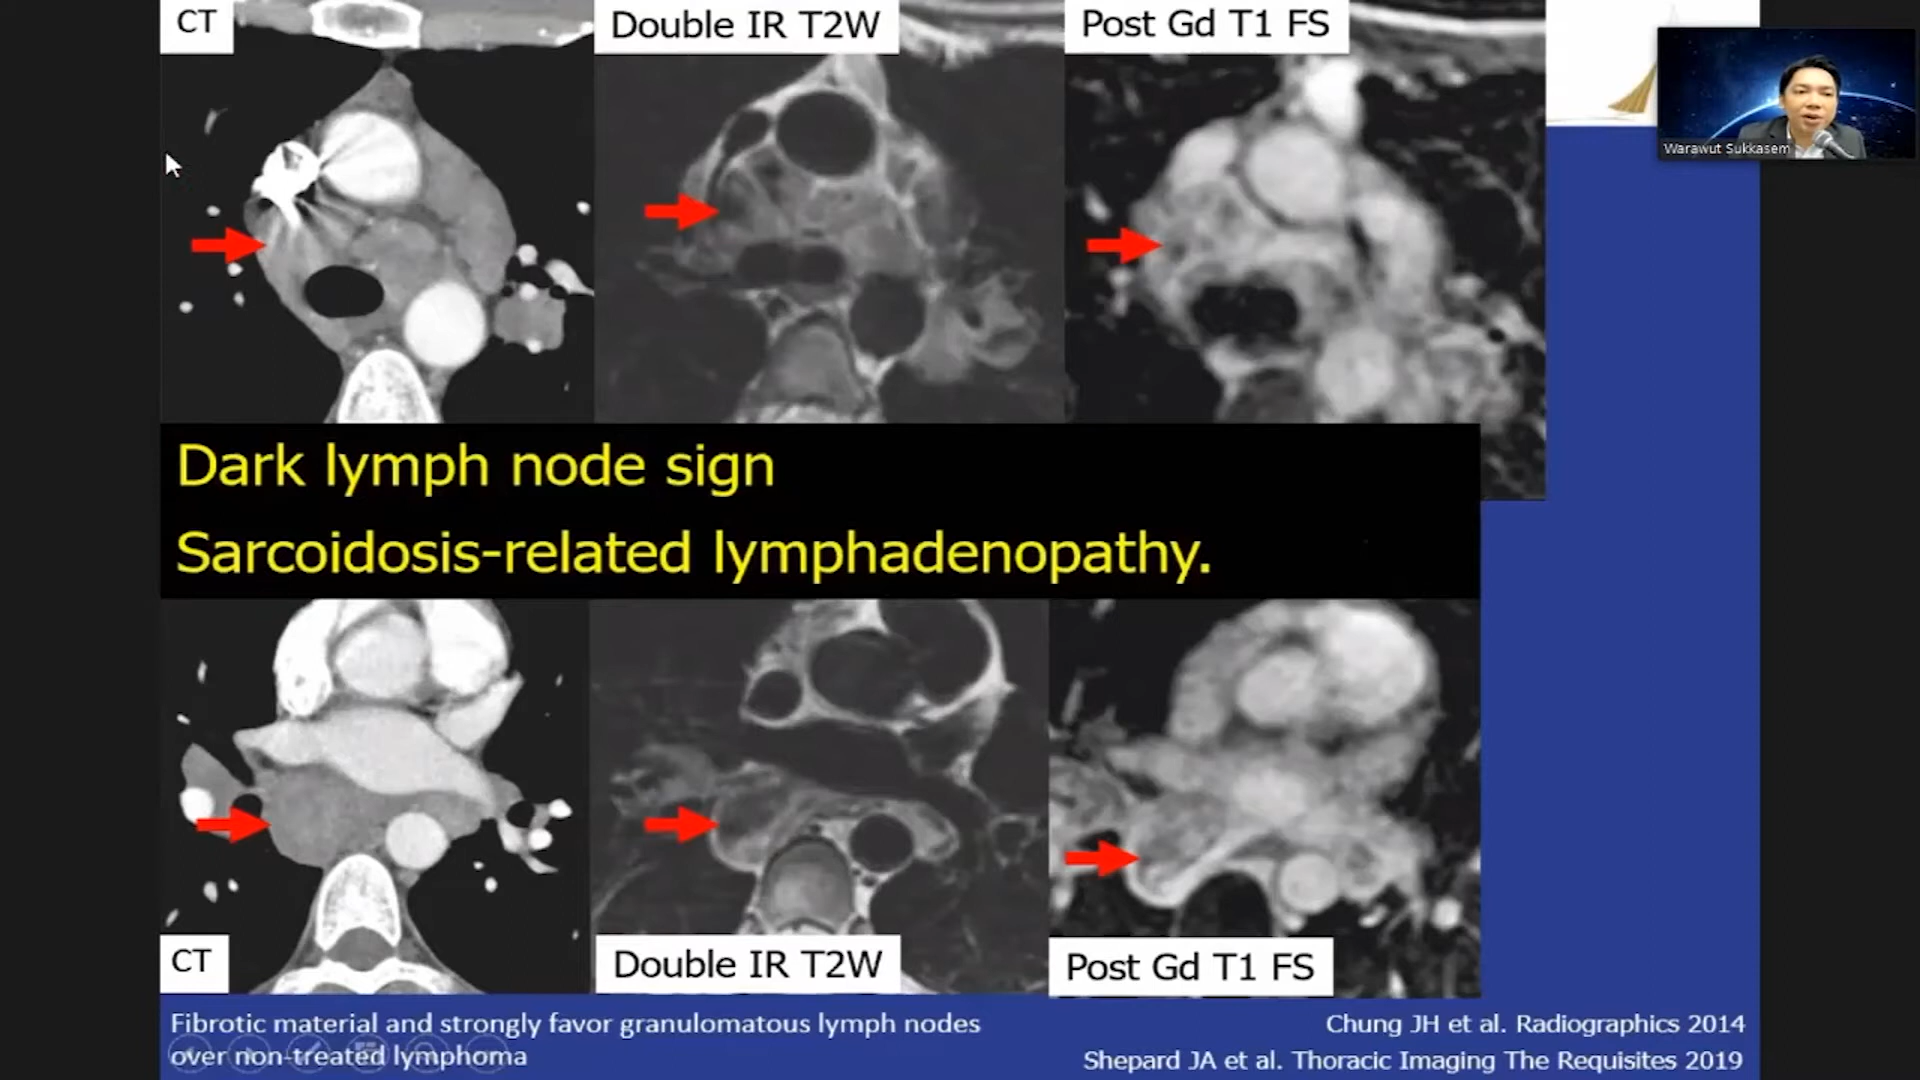 CT
Double IR T2W
Post Gd T1 FS
Warawut Sukkasem
Dark lymph node sign
Sarcoidosis-related lymphadenopathy.
CT
Double IR T2W
Post Gd T1 FS
Fibrotic material and strongly favor granulomatous lymph nodes
over non-treated lymphoma
Chung JH et al. Radiographics 2014
Shepard JA et al. Thoracic Imaging The Requisites 2019